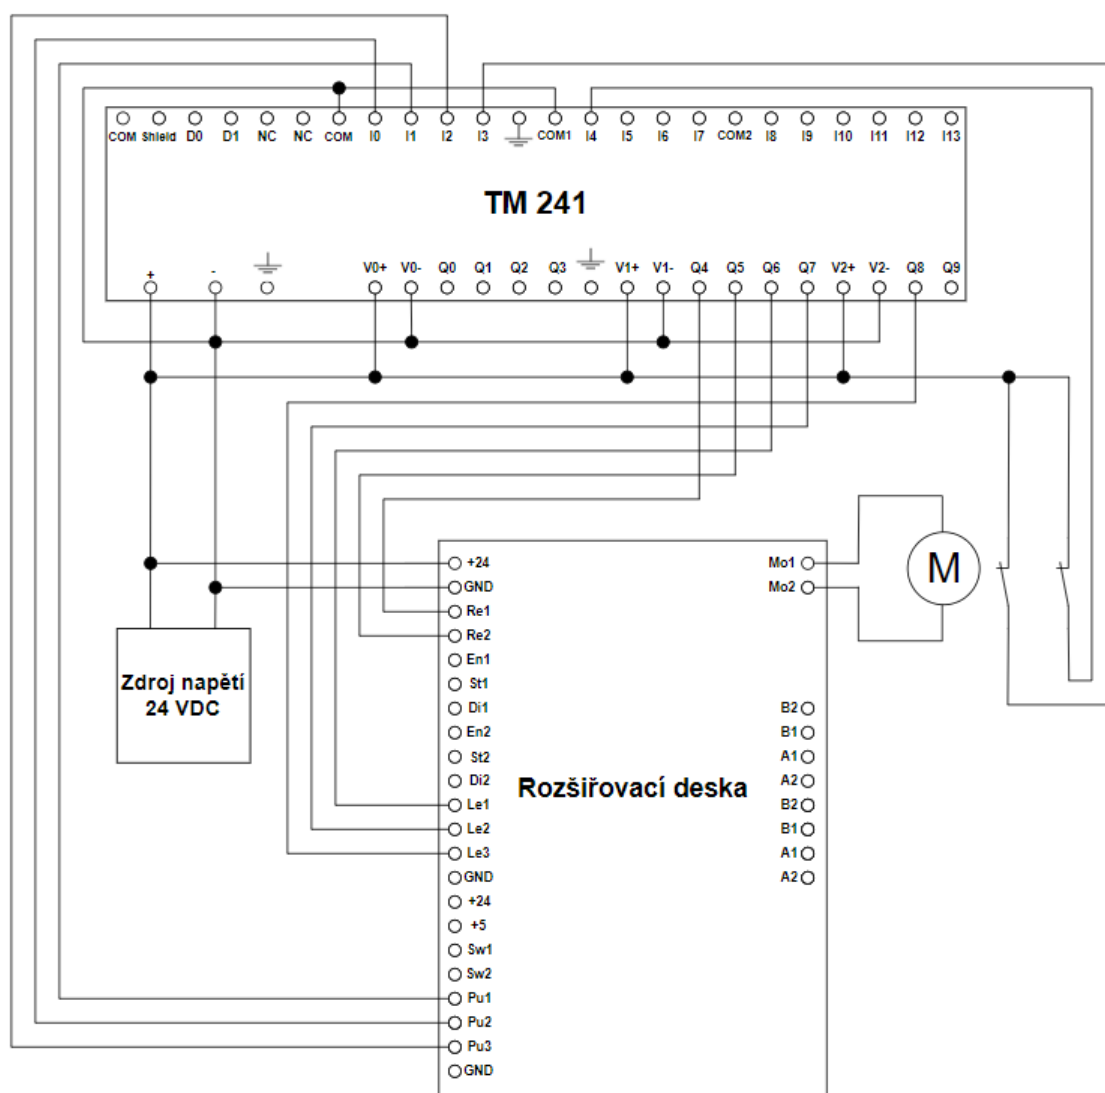 COM Shield D0 D1 NC NC COM I0 I1 I2 I3 COM1 I4 I5 I6 I7 COM2 I8 I9 I10 I11 I12 I13
TM 241
+ - V0+ V0- Q0 Q1 Q2 Q3 V1+ V1- Q4 Q5 Q6 Q7 V2+ V2- Q8 Q9
+24
GND
Re1
Re2
En1
St1
Di1
En2
St2
Di2
Le1
Le2
Le3
GND
+24
+5
Sw1
Sw2
Pu1
Pu2
Pu3
GND
Mo1
Mo2
M
Zdroj napětí
24 VDC
Rozšiřovací deska
B2
B1
A1
A2
B2
B1
A1
A2